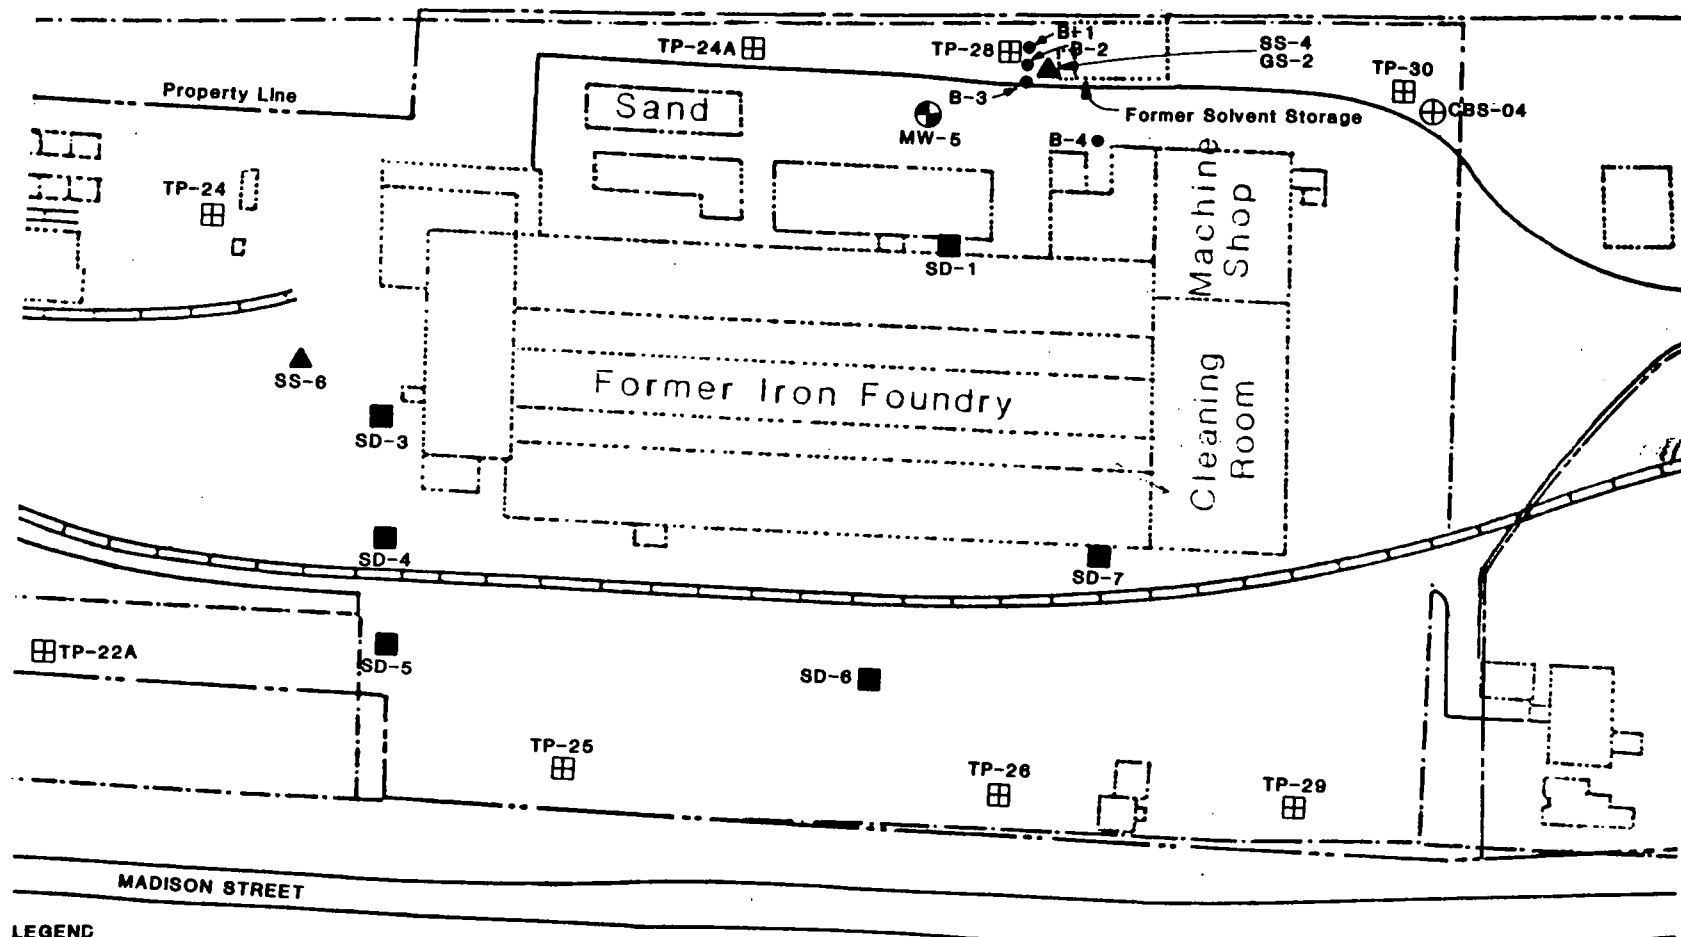 TP-24A
TP-28
B-1
B-2
SS-4
GS-2
TP-30
Property Line
Sand
B-3
Former Solvent Storage
CBS-04
MW-5
B-4
TP-24
Machine
Shop
SD-1
SS-6
Former Iron Foundry
Cleaning
Room
SD-3
SD-4
SD-7
TP-22A
SD-5
SD-6
TP-25
TP-26
TP-29
MADISON STREET
LEGEND